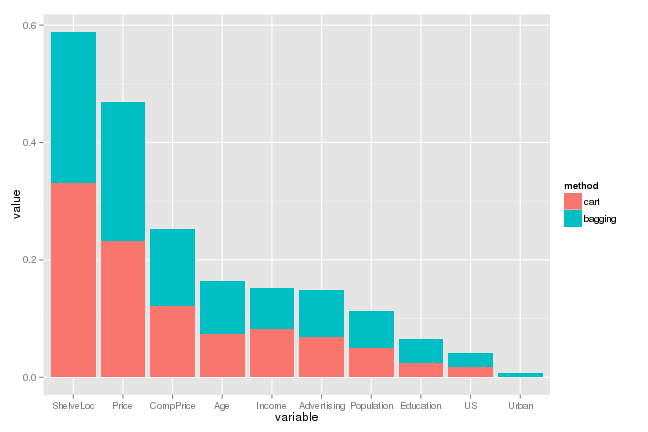 0.6
0.4
0.2
0.0
value
ShelveLoc Price CompPrice Age Income Advertising Population Education US Urban
variable
method
cart
bagging